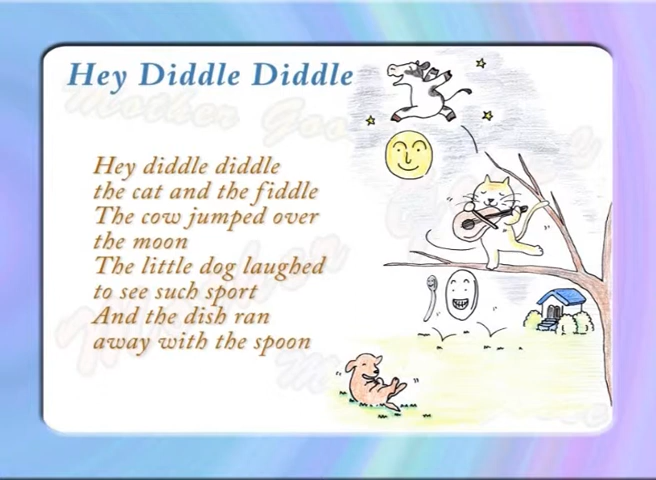 Hey Diddle Diddle
Hey diddle diddle
the cat and the fiddle
The cow jumped over
the moon
The little dog laughed
to see such sport
And the dish ran
away with the spoon